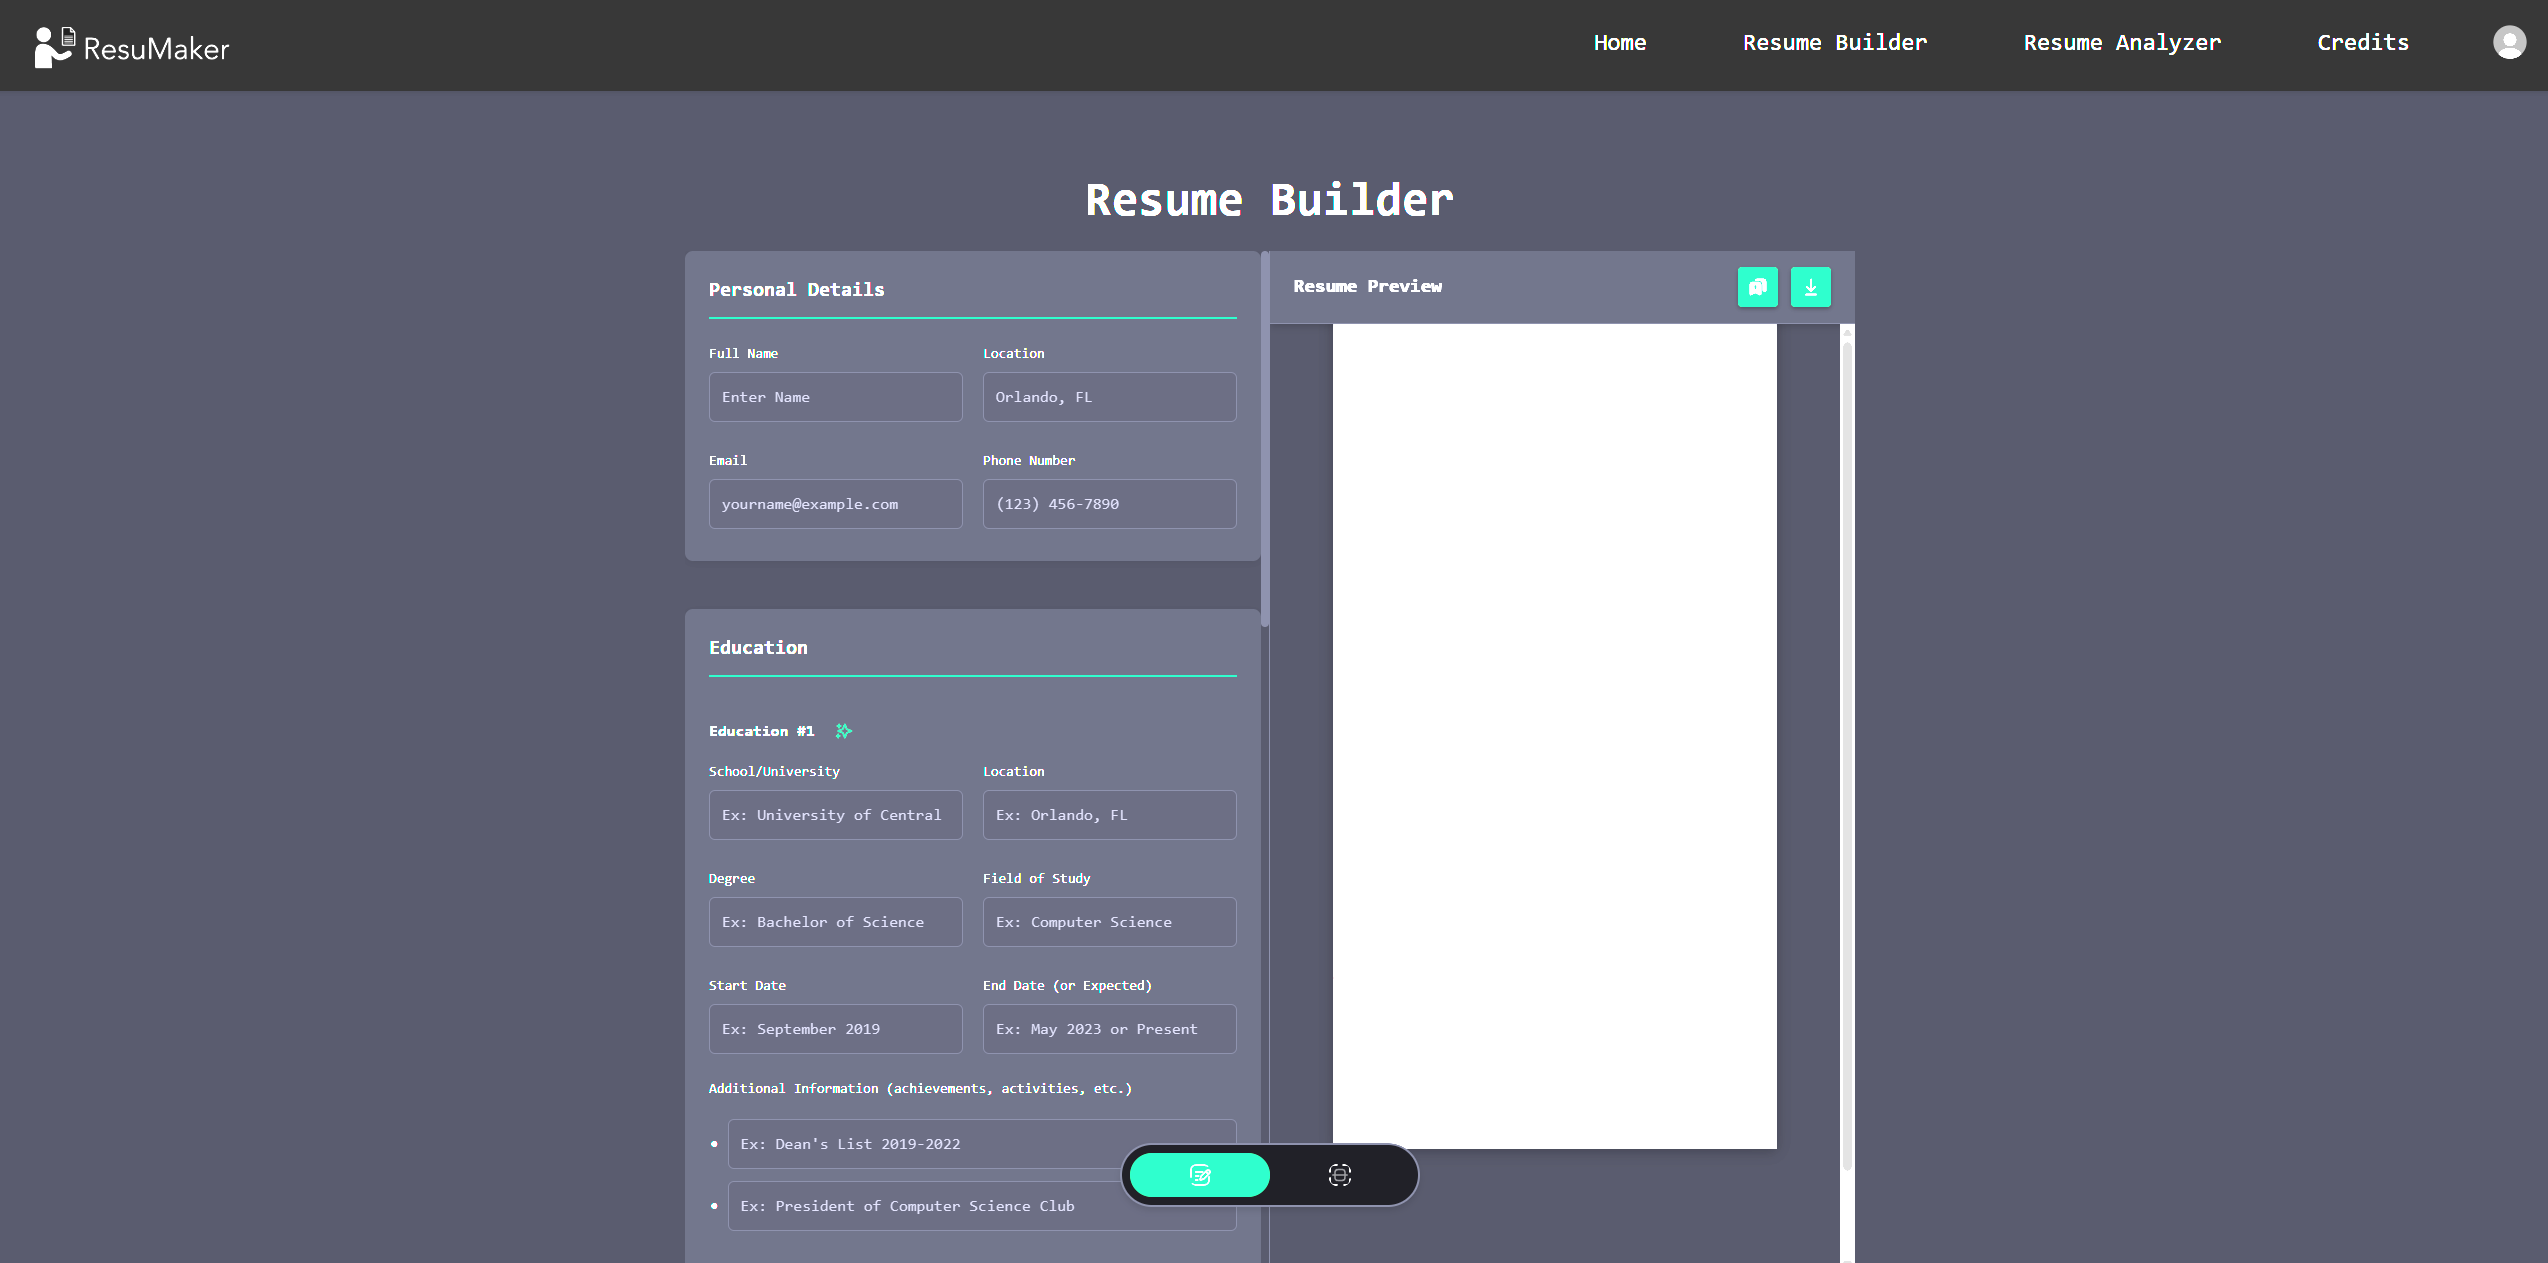 ResuMaker
Home
Resume Builder
Resume Analyzer
Credits
Resume Builder
Personal Details
Full Name
Location
Enter Name
Orlando, FL
Email
Phone Number
yourname@example.com
(123) 456-7890
Education
Education #1
School/University
Location
Ex: University of Central
Ex: Orlando, FL
Degree
Field of Study
Ex: Bachelor of Science
Ex: Computer Science
Start Date
End Date (or Expected)
Ex: September 2019
Ex: May 2023 or Present
Additional Information (achievements, activities, etc.)
Ex: Dean's List 2019-2022
Ex: President of Computer Science Club
Resume Preview